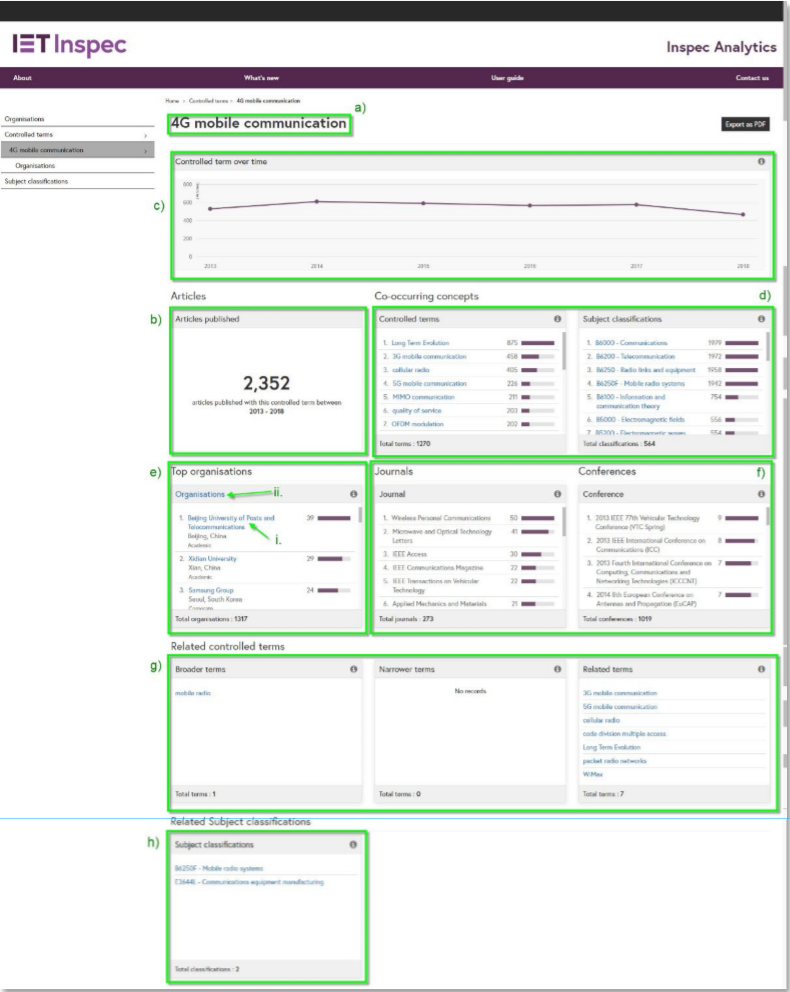 IET Inspec
Inspec Analytics
About
What's new
User guide
Contact us
Home > Controlled terms > 4G mobile communication
a)
4G mobile communication
Export as PDF
Organisations
Controlled terms >
4G mobile communication >
Organisations
Subject classifications
c)
Controlled term over time
800
600
400
200
0
2013
2014
2015
2016
2017
2018
Articles
b)
Articles published
2,352
articles published with this controlled term between
2013 - 2018
Co-occurring concepts
d)
Controlled terms
1. Long Term Evolution 875
2. 3G mobile communication 458
3. cellular radio 405
4. 5G mobile communication 226
5. MIMO communication 211
6. quality of service 203
7. OFDM modulation 202
Total terms : 1270
Subject classifications
1. B6000 - Communications 1979
2. B6200 - Telecommunication 1972
3. B6250 - Radio links and equipment 1958
4. B6250F - Mobile radio systems 1942
5. B6100 - Information and
communication theory 754
6. B5000 - Electromagnetic fields 556
7. B5200 - Electromagnetic waves 554
Total classifications : 564
e)
Top organisations
Organisations
ii.
1. Beijing University of Posts and
Telecommunications 39
Beijing, China
Academic
i.
2. Xidian University 29
Xian, China
Academic
3. Samsung Group 24
Seoul, South Korea
Corporate
Total organisations : 1317
Journals
Journal
1. Wireless Personal Communications 50
2. Microwave and Optical Technology
Letters 41
3. IEEE Access 30
4. IEEE Communications Magazine 22
5. IEEE Transactions on Vehicular
Technology 22
6. Applied Mechanics and Materials 21
Total journals : 273
Conferences
f)
Conference
1. 2013 IEEE 77th Vehicular Technology
Conference (VTC Spring) 9
2. 2013 IEEE International Conference on
Communications (ICC) 8
3. 2013 Fourth International Conference on
Computing, Communications and
Networking Technologies (ICCCNT) 7
4. 2014 8th European Conference on
Antennas and Propagation (EuCAP) 7
Total conferences : 1019
Related controlled terms
g)
Broader terms
mobile radio
Total terms : 1
Narrower terms
No records
Total terms : 0
Related terms
3G mobile communication
5G mobile communication
cellular radio
code division multiple access
Long Term Evolution
packet radio networks
WiMax
Total terms : 7
Related Subject classifications
h)
Subject classifications
B6250F - Mobile radio systems
C3644E - Communications equipment manufacturing
Total classifications : 2